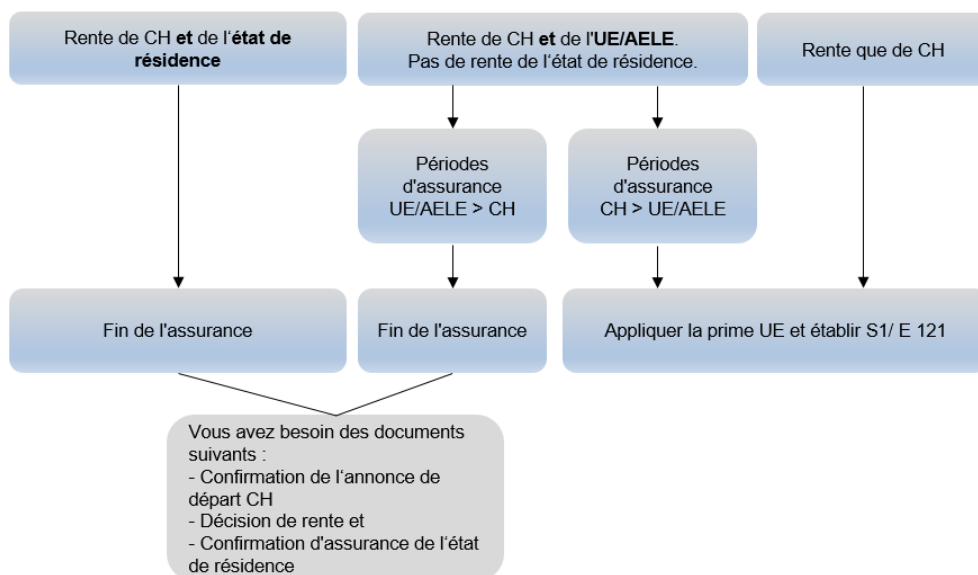 Rente de CH et de l‘état de
résidence
Rente de CH et de l'UE/AELE.
Pas de rente de l‘état de résidence.
Rente que de CH
Périodes
d'assurance
UE/AELE > CH
Périodes
d'assurance
CH > UE/AELE
Fin de l'assurance
Fin de l'assurance
Appliquer la prime UE et établir S1/ E 121
Vous avez besoin des documents
suivants :
- Confirmation de l‘annonce de
départ CH
- Décision de rente et
- Confirmation d'assurance de l‘état
de résidence